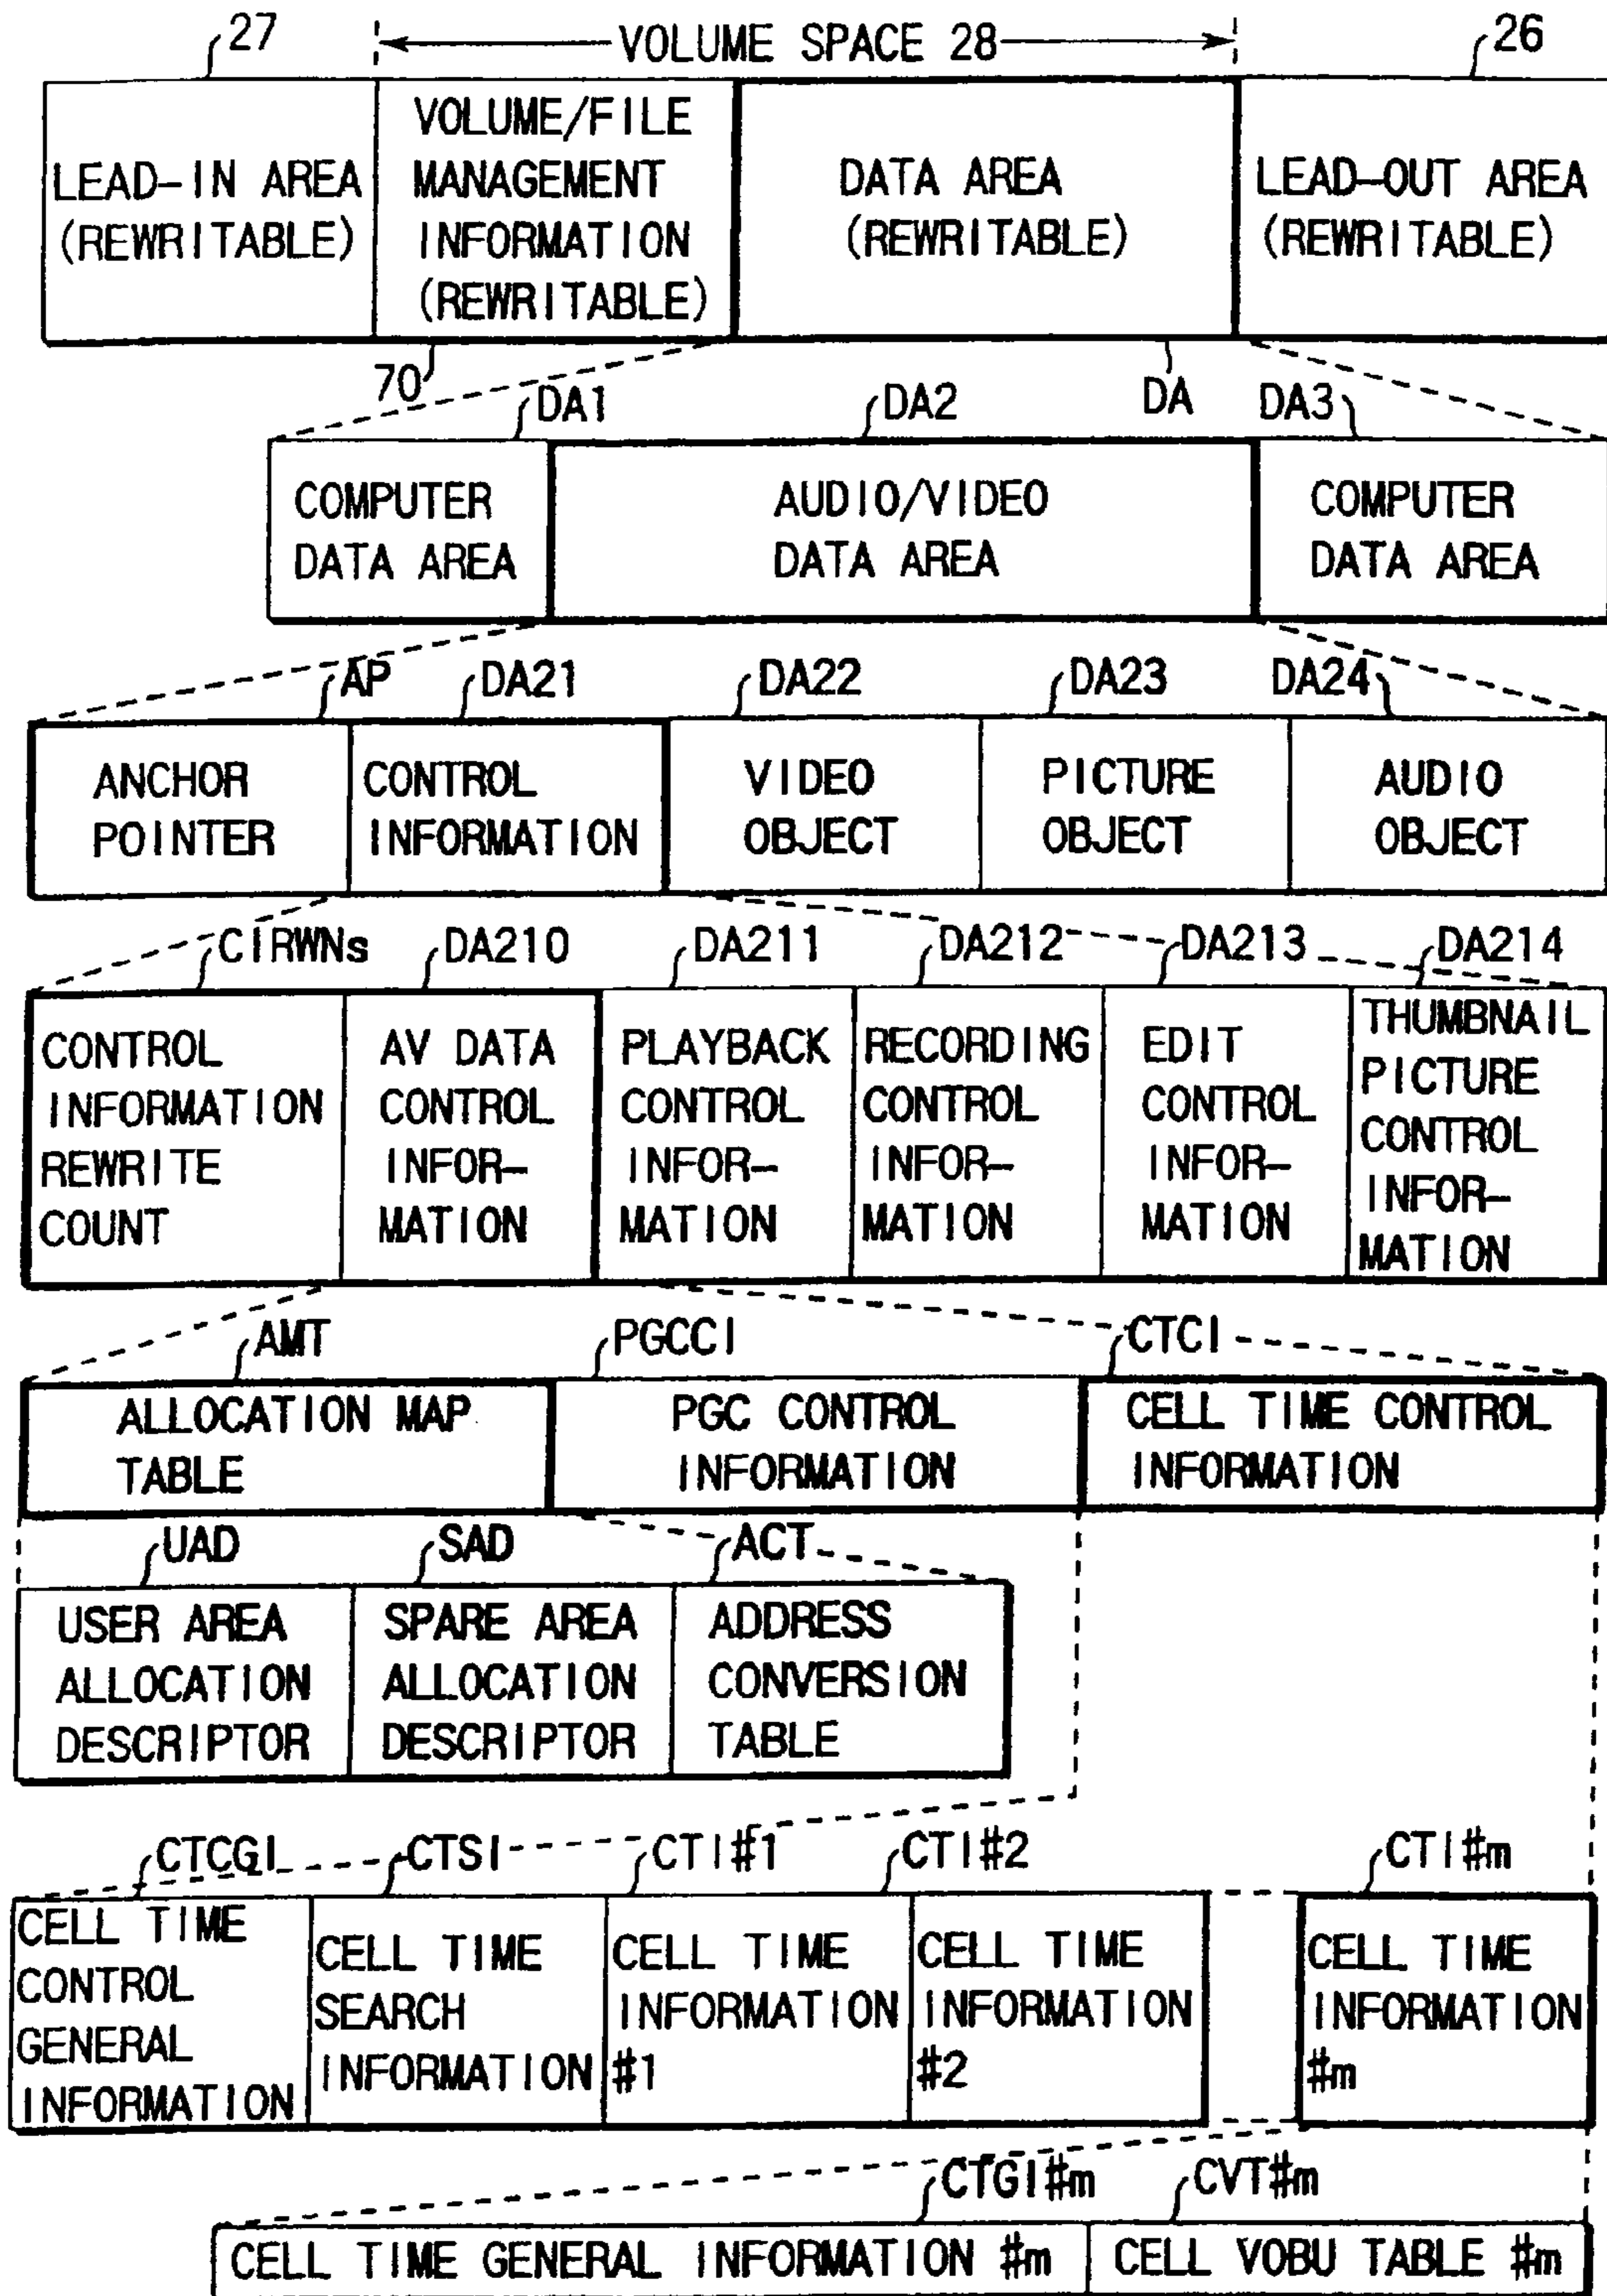 27
VOLUME SPACE 28
26
LEAD-IN AREA
(REWRITABLE)
VOLUME/FILE
MANAGEMENT
INFORMATION
(REWRITABLE)
DATA AREA
(REWRITABLE)
LEAD-OUT AREA
(REWRITABLE)
70
DA1
DA2
DA
DA3
COMPUTER
DATA AREA
AUDIO/VIDEO
DATA AREA
COMPUTER
DATA AREA
AP
DA21
DA22
DA23
DA24
ANCHOR
POINTER
CONTROL
INFORMATION
VIDEO
OBJECT
PICTURE
OBJECT
AUDIO
OBJECT
CIRWNs
DA210
DA211
DA212
DA213
DA214
CONTROL
INFORMATION
REWRITE
COUNT
AV DATA
CONTROL
INFOR-
MATION
PLAYBACK
CONTROL
INFOR-
MATION
RECORDING
CONTROL
INFOR-
MATION
EDIT
CONTROL
INFOR-
MATION
THUMBNAIL
PICTURE
CONTROL
INFOR-
MATION
AMT
PGCCI
CTCI
ALLOCATION MAP
TABLE
PGC CONTROL
INFORMATION
CELL TIME CONTROL
INFORMATION
UAD
SAD
ACT
USER AREA
ALLOCATION
DESCRIPTOR
SPARE AREA
ALLOCATION
DESCRIPTOR
ADDRESS
CONVERSION
TABLE
CTCGI
CTSI
CTI#1
CTI#2
CTI#m
CELL TIME
CONTROL
GENERAL
INFORMATION
CELL TIME
SEARCH
INFORMATION
CELL TIME
INFORMATION
#1
CELL TIME
INFORMATION
#2
CELL TIME
INFORMATION
#m
CTGI#m
CVT#m
CELL TIME GENERAL INFORMATION #m
CELL VOBU TABLE #m